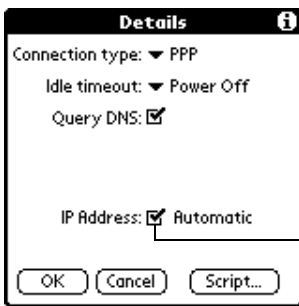 Details
Connection type: PPP
Idle timeout: Power Off
Query DNS:
IP Address: Automatic
OK Cancel Script...